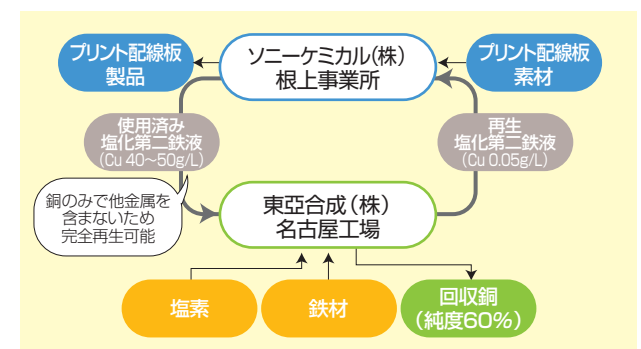 プリント配線板
製品
ソニーケミカル(株)
根上事業所
プリント配線板
素材
使用済み
塩化第二鉄液
(Cu 40~50g/L)
再生
塩化第二鉄液
(Cu 0.05g/L)
銅のみで他金属を
含まないため
完全再生可能
東亞合成(株)
名古屋工場
塩素
鉄材
回収銅
(純度60%)